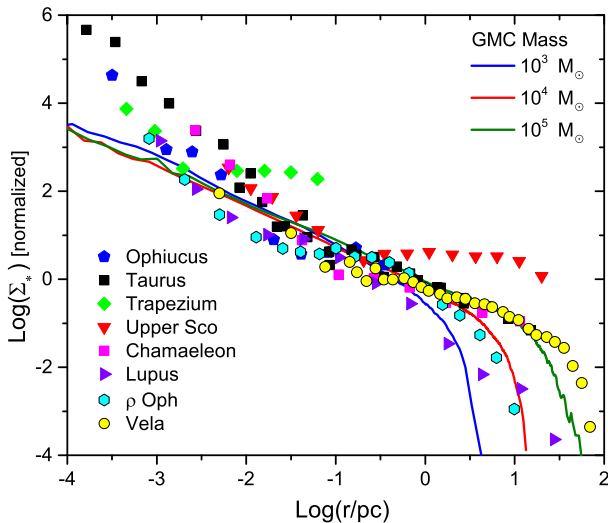 6
4
2
0
-2
-4
Log(Σ*) [normalized]
GMC Mass
10³ M⊙
10⁴ M⊙
10⁵ M⊙
Ophiucus
Taurus
Trapezium
Upper Sco
Chamaeleon
Lupus
ρ Oph
Vela
-4 -3 -2 -1 0 1 2
Log(r/pc)